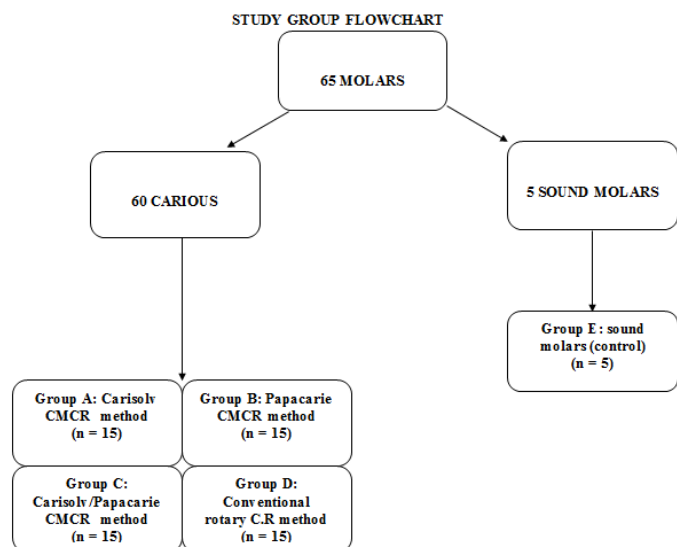 STUDY GROUP FLOWCHART
65 MOLARS
60 CARIOUS
5 SOUND MOLARS
Group E : sound
molars (control)
(n = 5)
Group A: Carisolv
CMCR method
(n = 15)
Group B: Papacarie
CMCR method
(n = 15)
Group C:
Carisolv/Papacarie
CMCR method
(n = 15)
Group D:
Conventional
rotary C.R method
(n = 15)